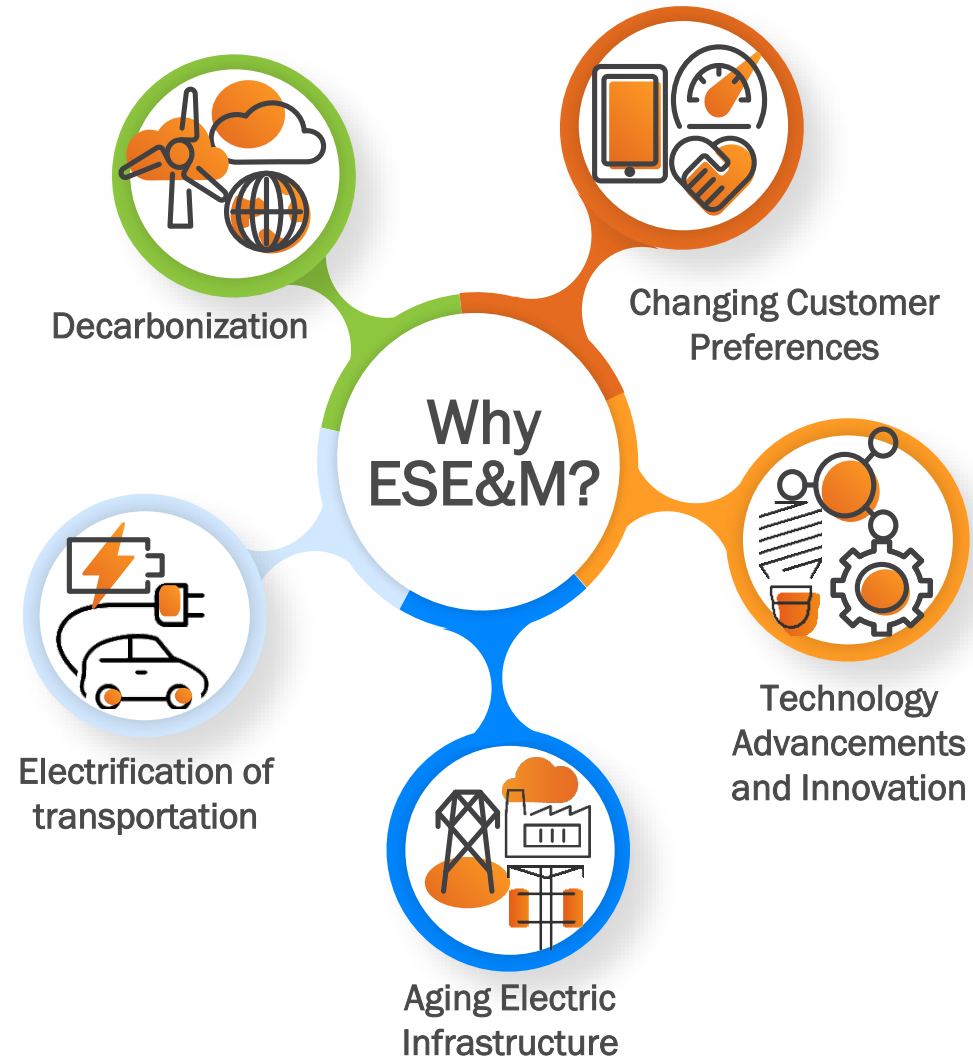 Decarbonization
Changing Customer
Preferences
Why
ESE&M?
Technology
Advancements
and Innovation
Electrification of
transportation
Aging Electric
Infrastructure